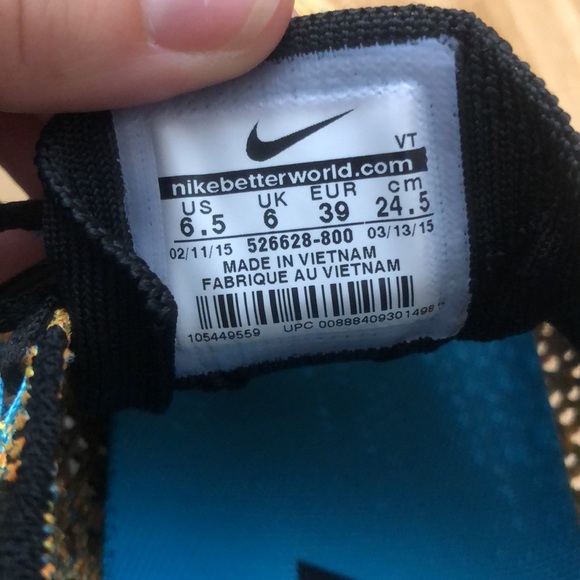 VT
nikebetterworld.com
US UK EUR cm
6.5 6 39 24.5
02/11/15 526628-800 03/13/15
MADE IN VIETNAM
FABRIQUE AU VIETNAM
105449559 UPC 00888409301498